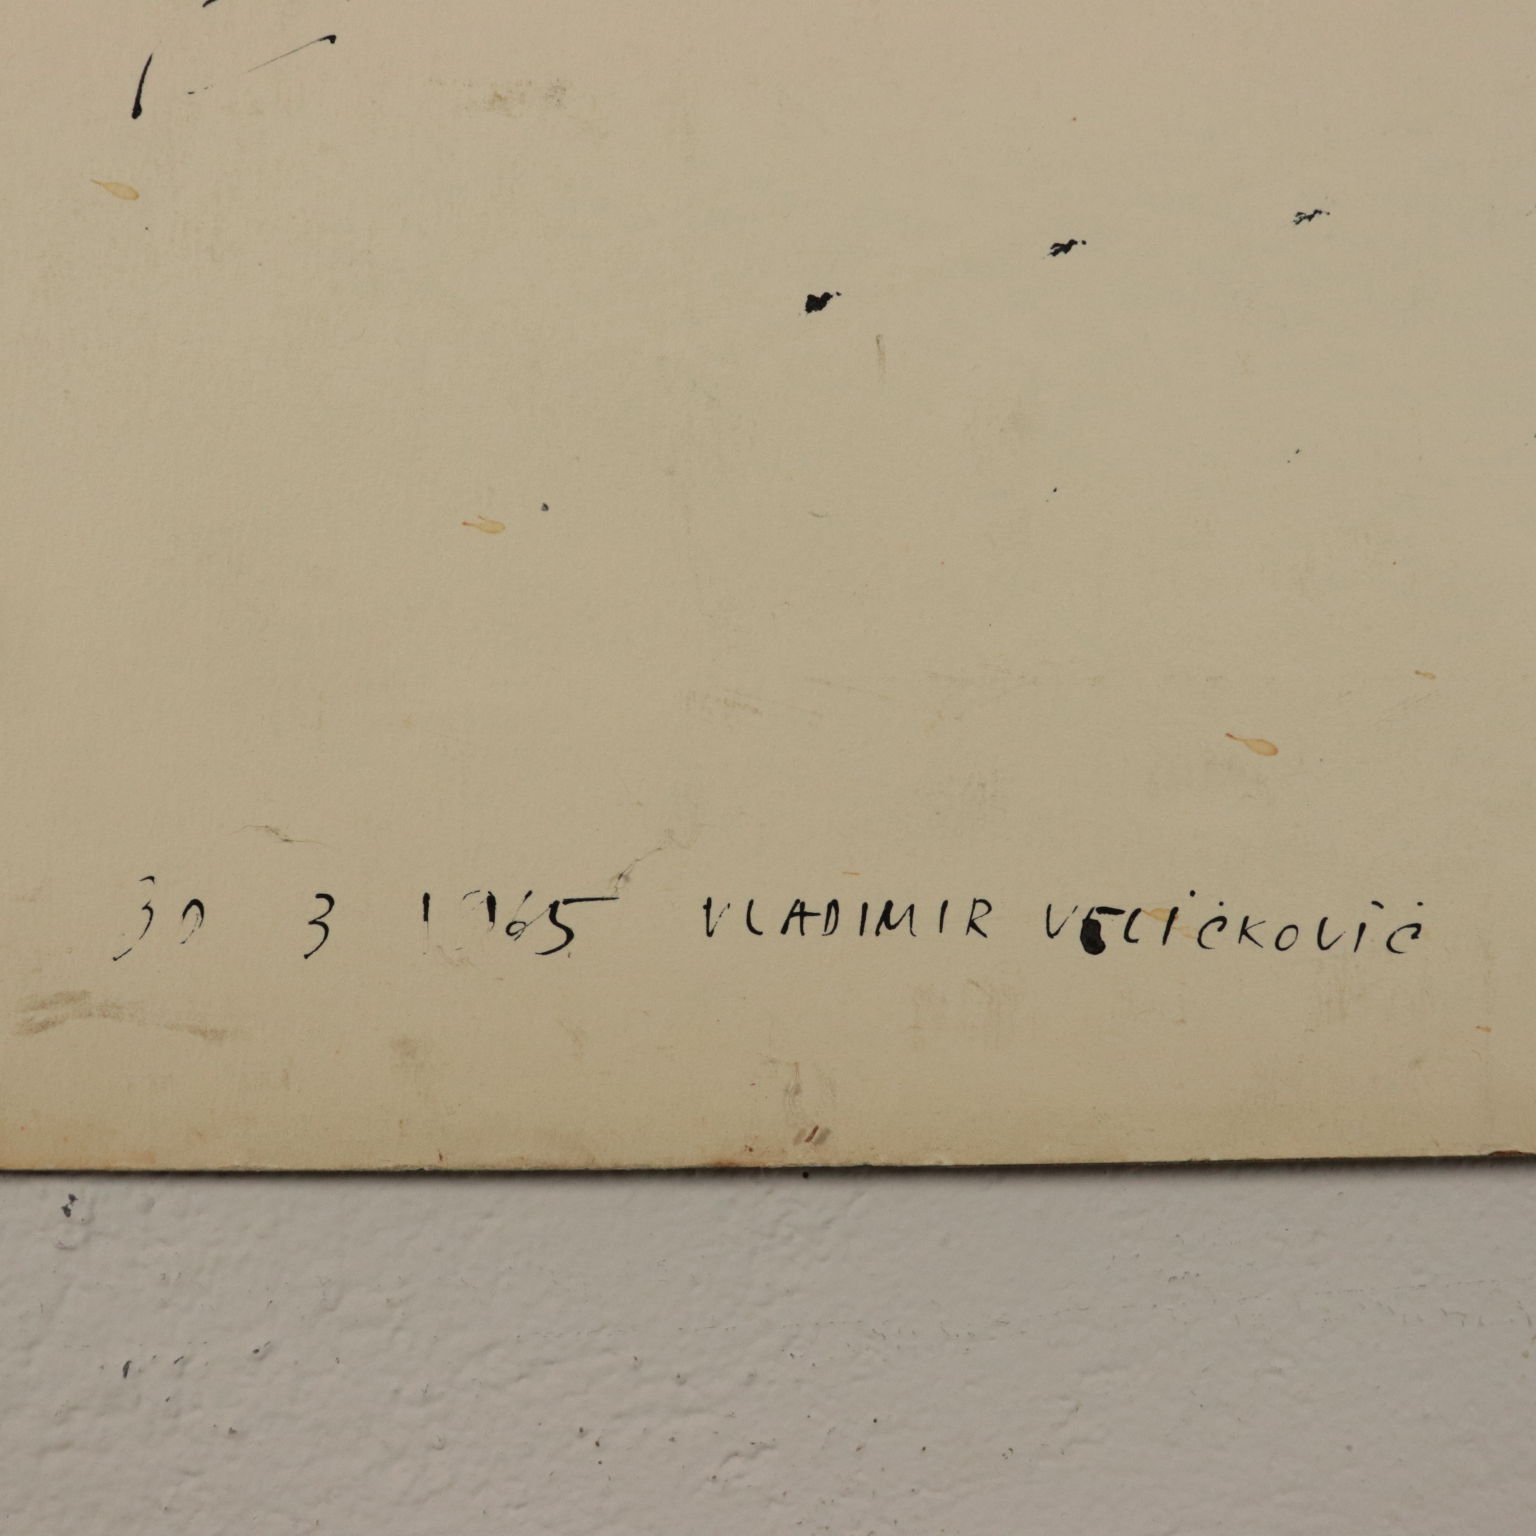 30 3 1965 VLADIMIR VELIČKOVIĆ